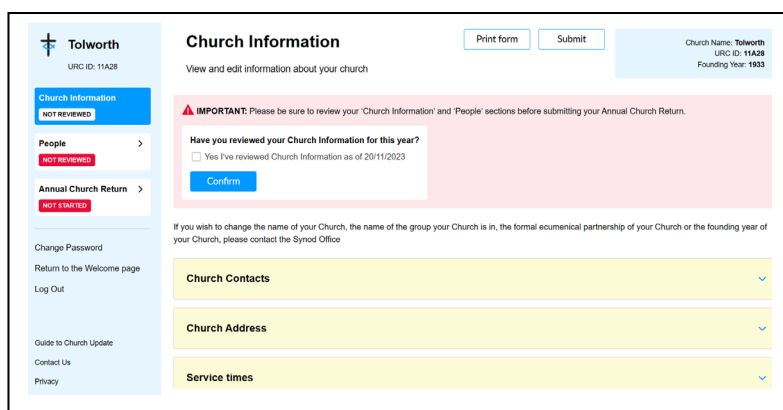 Tolworth
URC ID: 11A28
Church Information
NOT REVIEWED
People
NOT REVIEWED
Annual Church Return
NOT STARTED
Change Password
Return to the Welcome page
Log Out
Guide to Church Update
Contact Us
Privacy
Church Information
View and edit information about your church
Print form
Submit
Church Name: Tolworth
URC ID: 11A28
Founding Year: 1933
IMPORTANT: Please be sure to review your 'Church Information' and 'People' sections before submitting your Annual Church Return.
Have you reviewed your Church Information for this year?
Yes I've reviewed Church Information as of 20/11/2023
Confirm
If you wish to change the name of your Church, the name of the group your Church is in, the formal ecumenical partnership of your Church or the founding year of
your Church, please contact the Synod Office
Church Contacts
Church Address
Service times